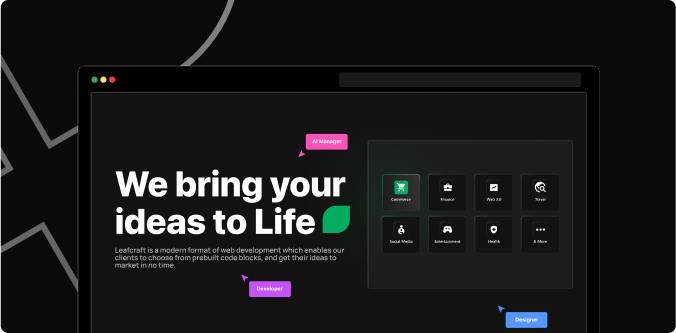 AI Manager
We bring your
ideas to Life
Leafcraft is a modern format of web development which enables our
clients to choose from prebuilt code blocks, and get their ideas to
market in no time.
Developer
Commerce
Finance
Web 3.0
Travel
Social Media
Entertainment
Health
& More
Designer